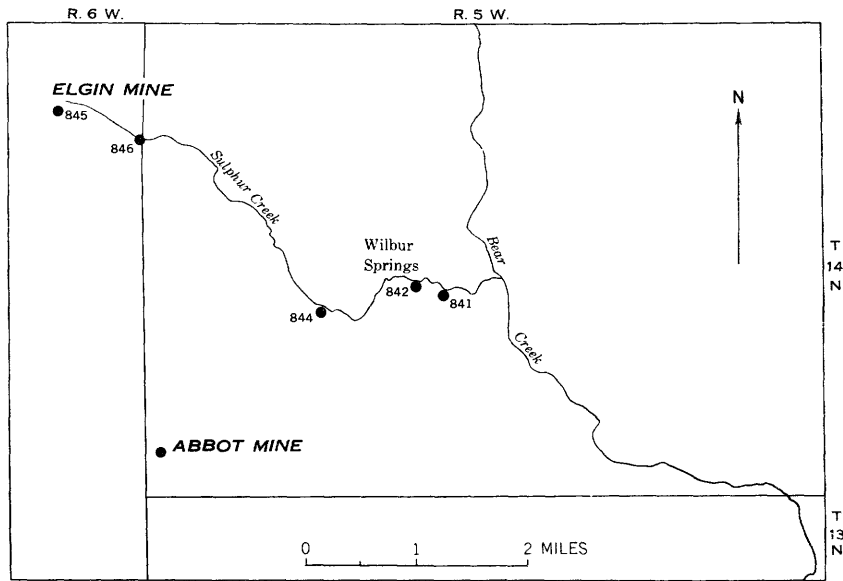 R. 6 W.
R. 5 W.
ELGIN MINE
845
846
N
Sulphur Creek
Wilbur
Springs
Bear
T
14
N
842
841
844
Creek
ABBOT MINE
T
13
N
0 1 2 MILES